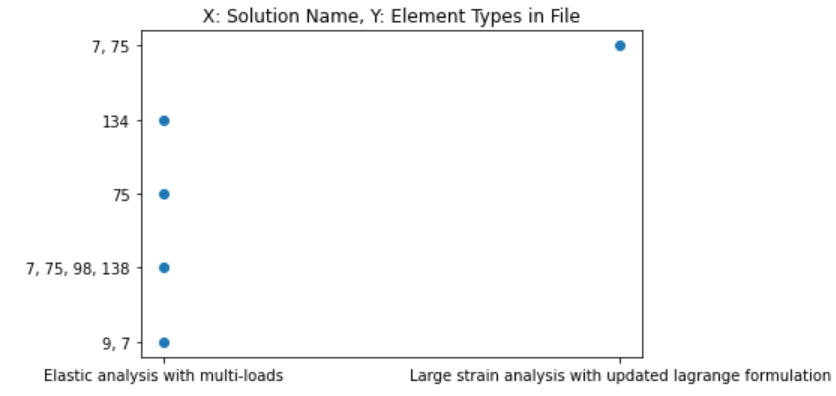 X: Solution Name, Y: Element Types in File
7, 75
134
75
7, 75, 98, 138
9, 7
Elastic analysis with multi-loads
Large strain analysis with updated lagrange formulation